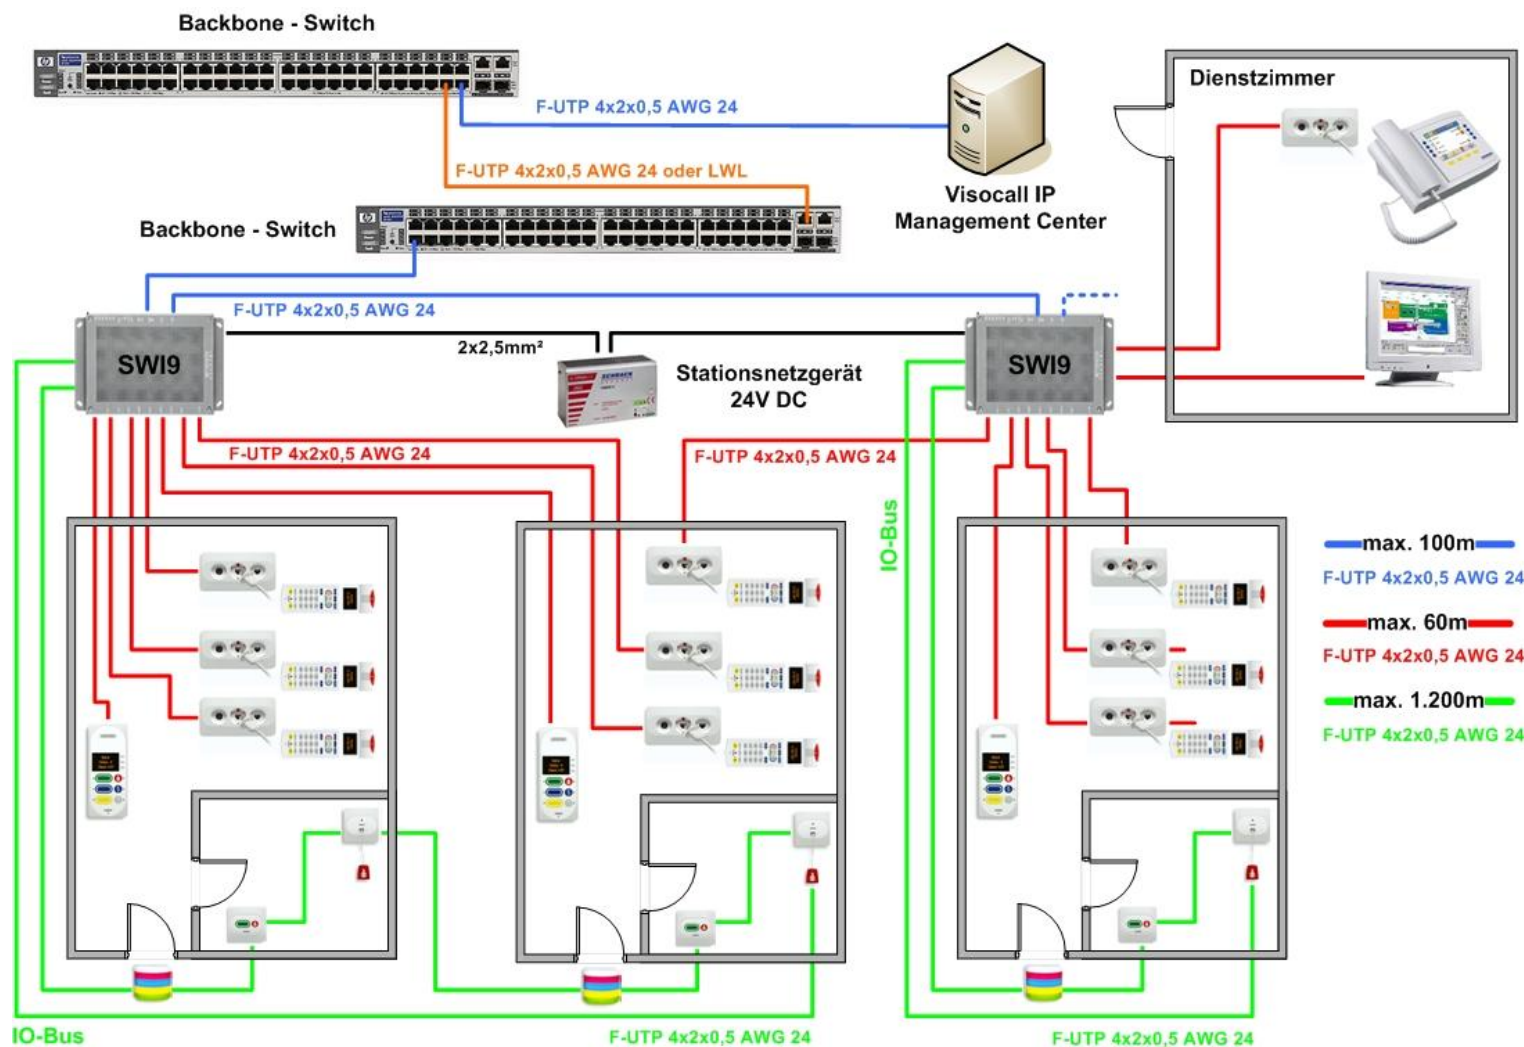 Backbone - Switch
F-UTP 4x2x0,5 AWG 24
Dienstzimmer
F-UTP 4x2x0,5 AWG 24 oder LWL
Visocall IP
Management Center
Backbone - Switch
F-UTP 4x2x0,5 AWG 24
2x2,5mm²
SWI9
Stationsnetzgerät
24V DC
SWI9
F-UTP 4x2x0,5 AWG 24
F-UTP 4x2x0,5 AWG 24
IO-Bus
max. 100m
F-UTP 4x2x0,5 AWG 24
max. 60m
F-UTP 4x2x0,5 AWG 24
max. 1.200m
F-UTP 4x2x0,5 AWG 24
IO-Bus
F-UTP 4x2x0,5 AWG 24
F-UTP 4x2x0,5 AWG 24